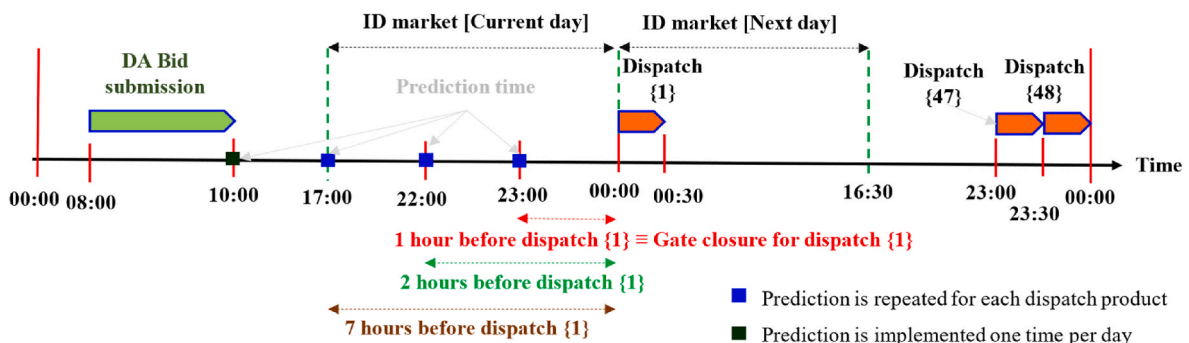 ID market [Current day]
ID market [Next day]
DA Bid
submission
Prediction time
Dispatch
{1}
Dispatch
{47}
Dispatch
{48}
Time
00:00
08:00
10:00
17:00
22:00
23:00
00:00
00:30
16:30
23:00
23:30
00:00
1 hour before dispatch {1} ≡ Gate closure for dispatch {1}
2 hours before dispatch {1}
7 hours before dispatch {1}
Prediction is repeated for each dispatch product
Prediction is implemented one time per day